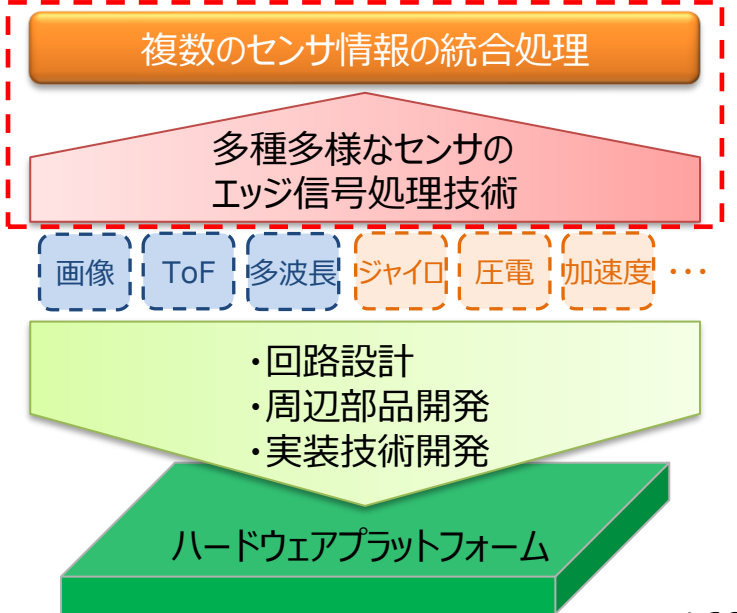 複数のセンサ情報の統合処理
多種多様なセンサの
エッジ信号処理技術
画像 ToF 多波長 ジャイロ 圧電 加速度 ・・・
・回路設計
・周辺部品開発
・実装技術開発
ハードウェアプラットフォーム